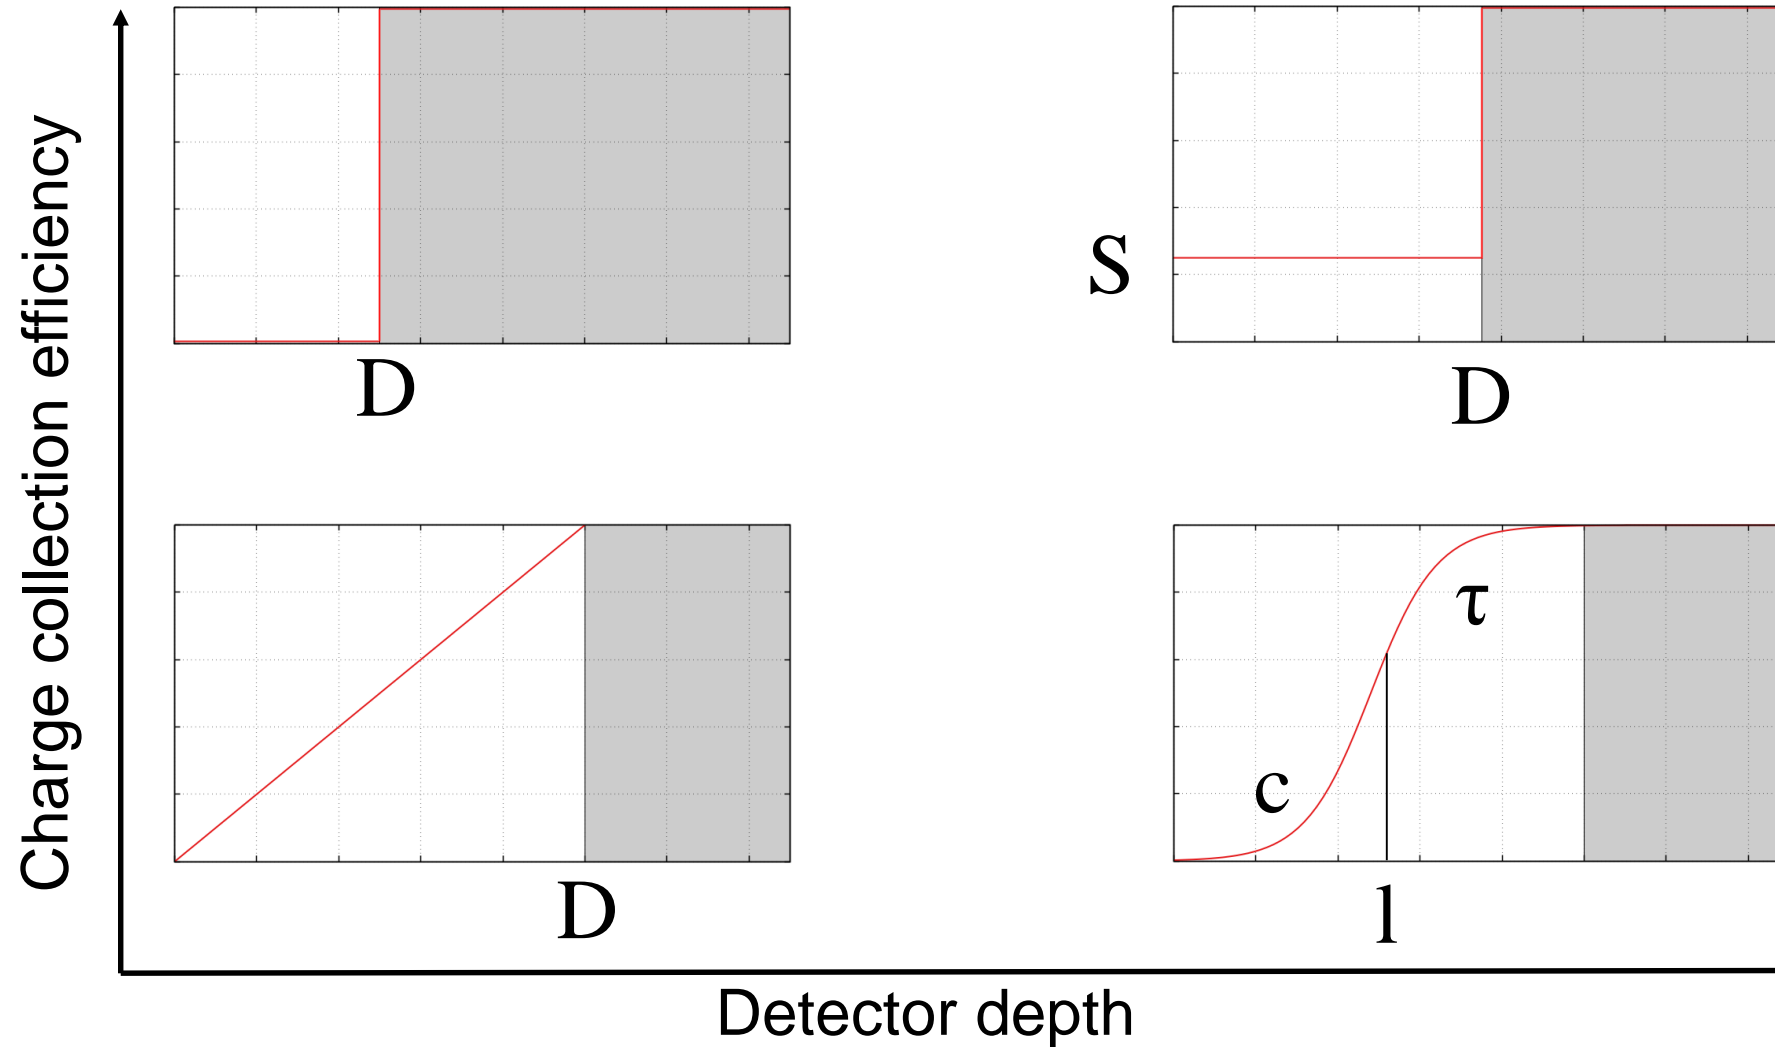 Charge collection efficiency
D
S
D
D
c
τ
l
Detector depth